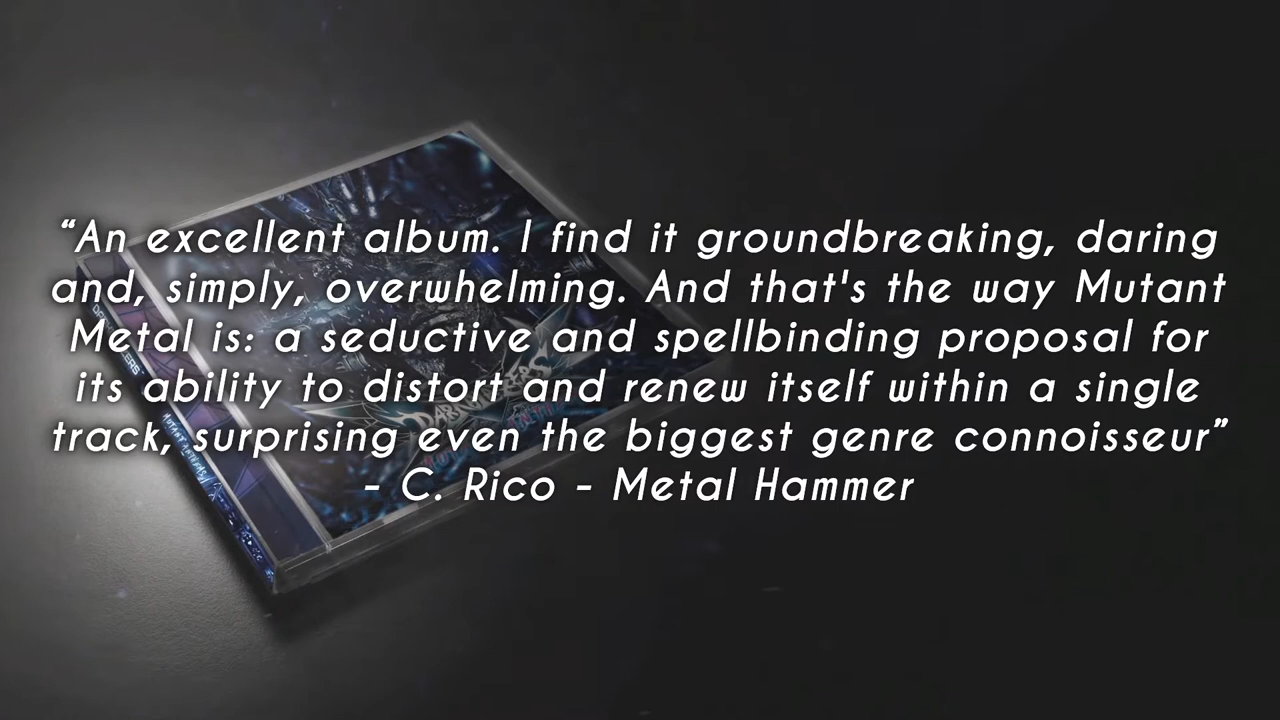 “An excellent album. I find it groundbreaking, daring
and, simply, overwhelming. And that's the way Mutant
Metal is: a seductive and spellbinding proposal for
its ability to distort and renew itself within a single
track, surprising even the biggest genre connoisseur”
- C. Rico - Metal Hammer